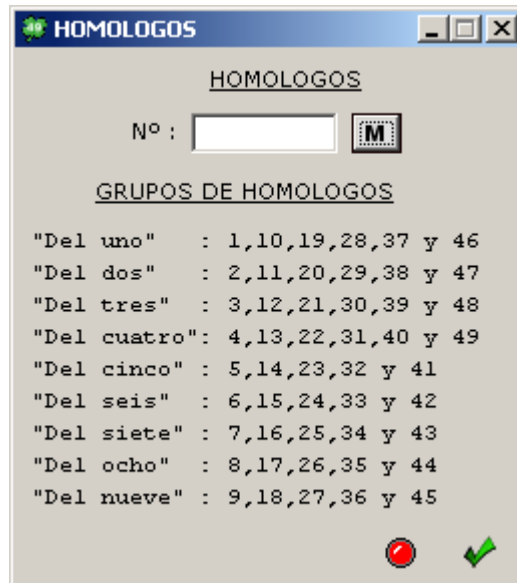 HOMOLOGOS
HOMOLOGOS
Nº : M
GRUPOS DE HOMOLOGOS
"Del uno" : 1,10,19,28,37 y 46
"Del dos" : 2,11,20,29,38 y 47
"Del tres" : 3,12,21,30,39 y 48
"Del cuatro": 4,13,22,31,40 y 49
"Del cinco" : 5,14,23,32 y 41
"Del seis" : 6,15,24,33 y 42
"Del siete" : 7,16,25,34 y 43
"Del ocho" : 8,17,26,35 y 44
"Del nueve" : 9,18,27,36 y 45